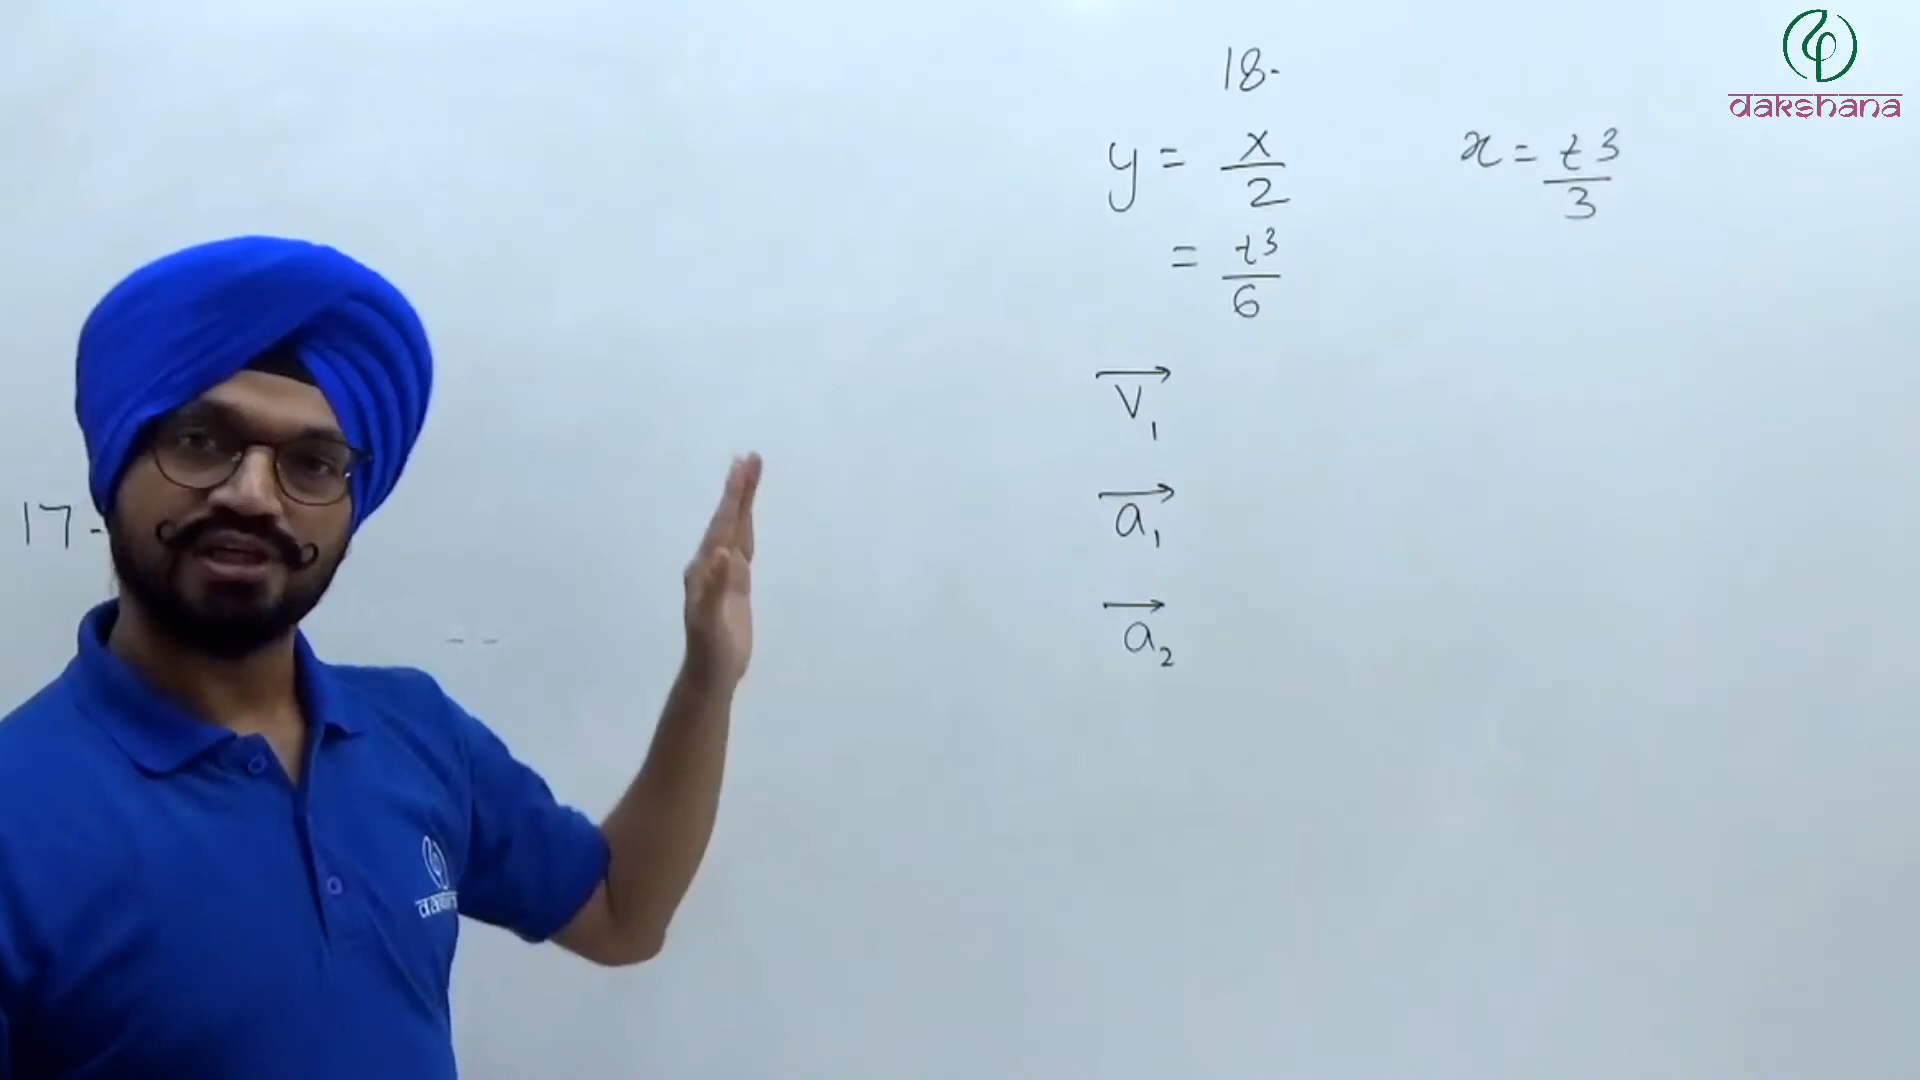 dakshana
18.
y = x/2
x = t3/3
= t3/6
→V1
17-
→a1
→a2